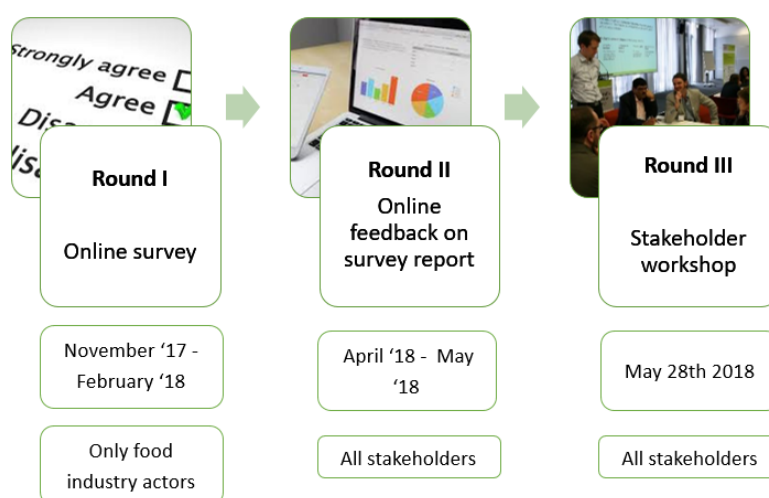 Strongly agree
Agree
Round I
Online survey
November ‘17 -
February ‘18
Only food
industry actors
Round II
Online
feedback on
survey report
April ‘18 -  May
‘18
All stakeholders
Round III
Stakeholder
workshop
May 28th 2018
All stakeholders